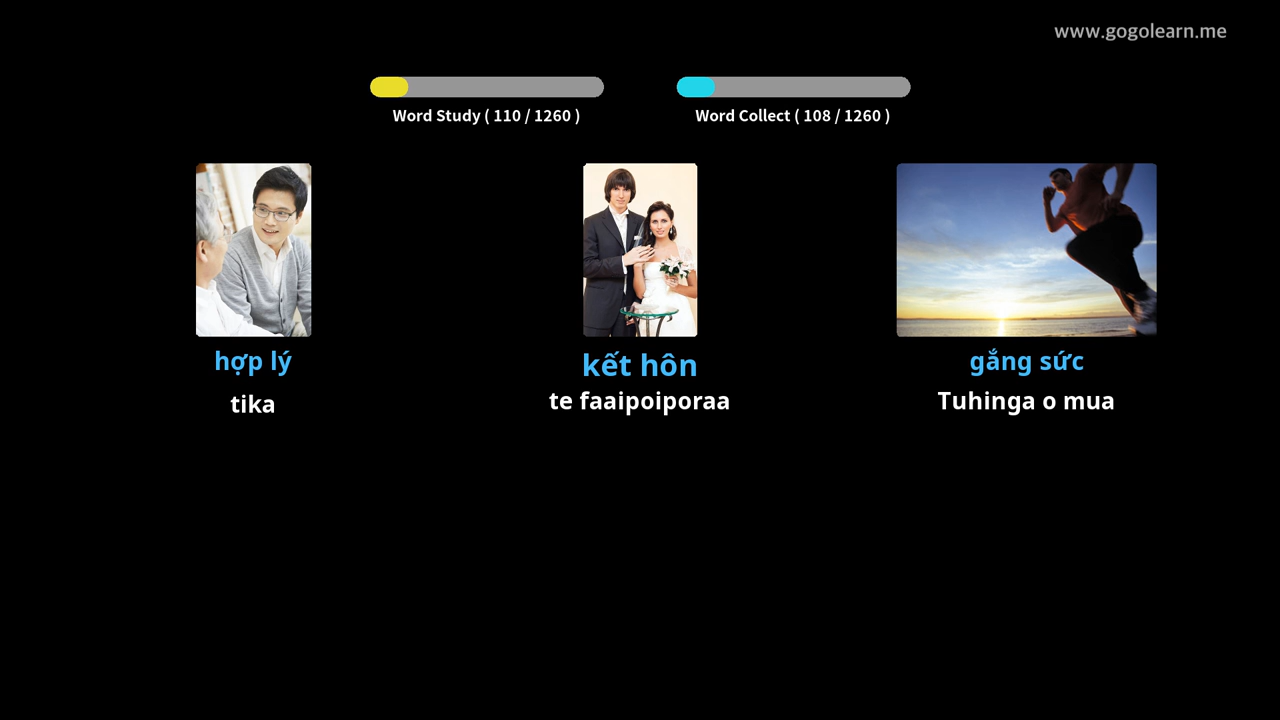 www.gogolearn.me
Word Study ( 110 / 1260 )
Word Collect ( 108 / 1260 )
hợp lý
tika
kết hôn
te faaipoiporaa
gắng sức
Tuhinga o mua